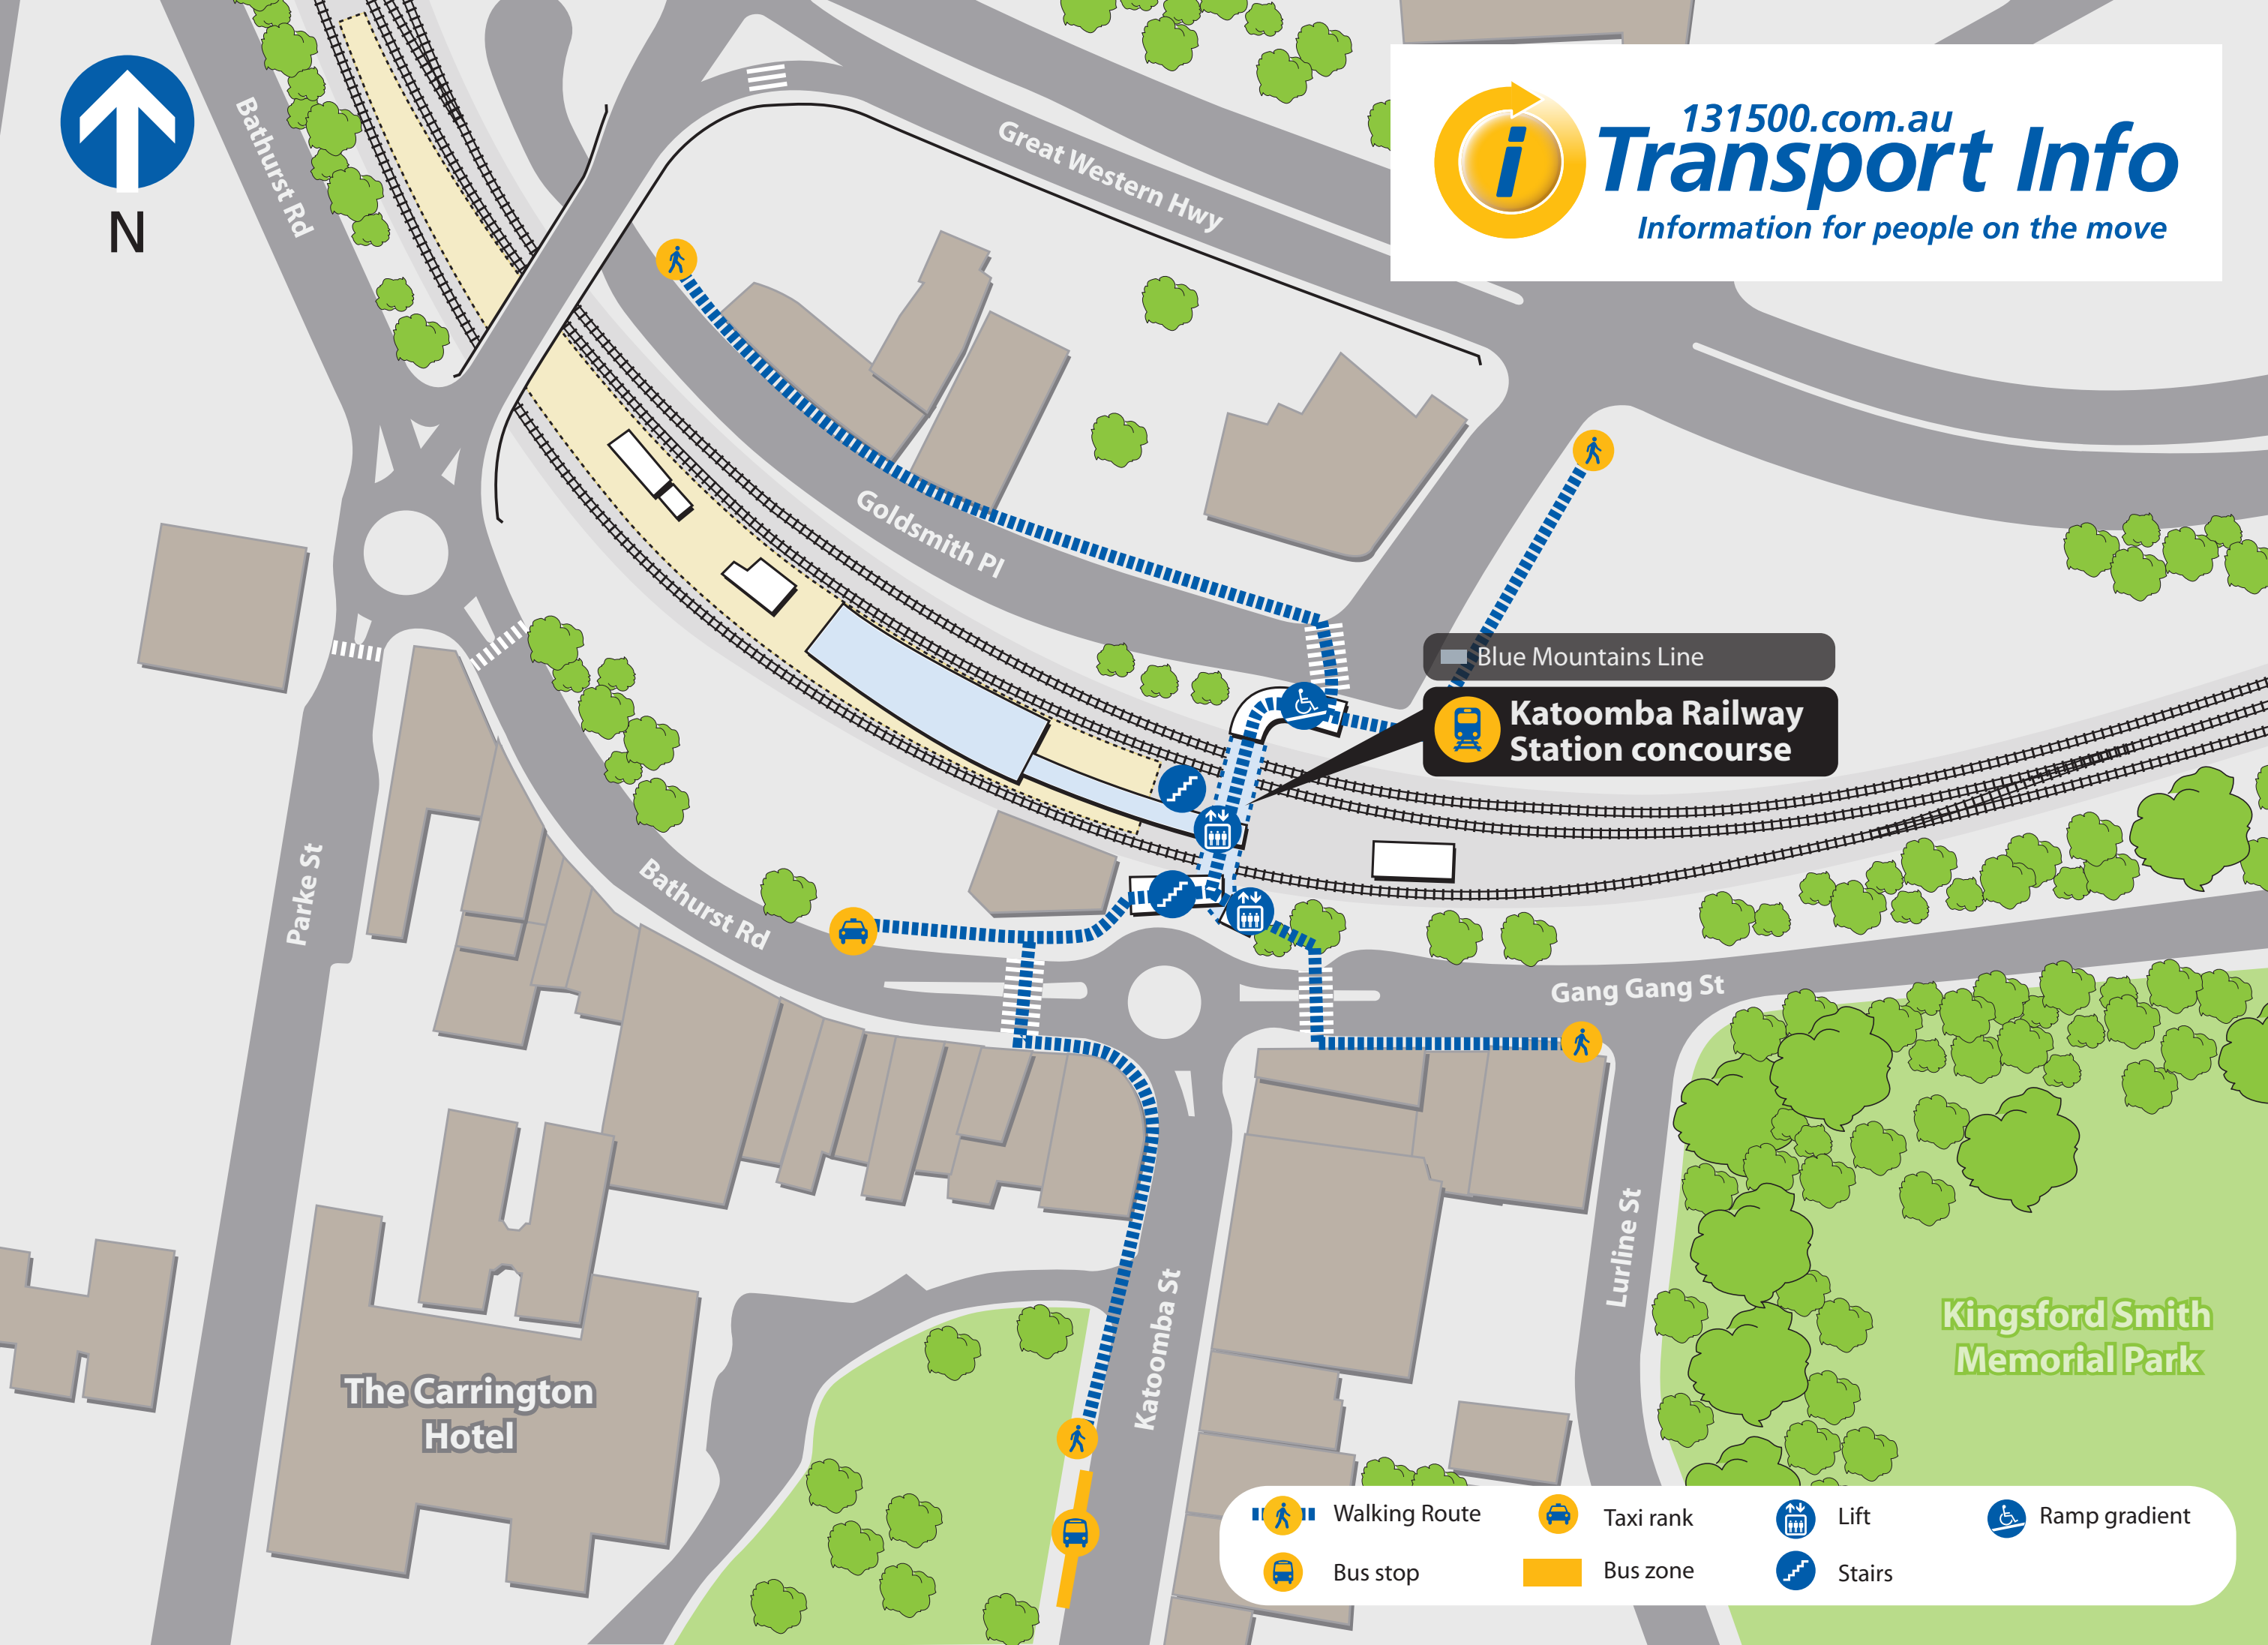 N
Bathurst Rd
Great Western Hwy
131500.com.au
i Transport Info
Information for people on the move
Goldsmith Pl
Blue Mountains Line
Katoomba Railway
Station concourse
Parke St
Bathurst Rd
Gang Gang St
Lurline St
Katoomba St
Kingsford Smith
Memorial Park
The Carrington
Hotel
Walking Route
Taxi rank
Lift
Ramp gradient
Bus stop
Bus zone
Stairs